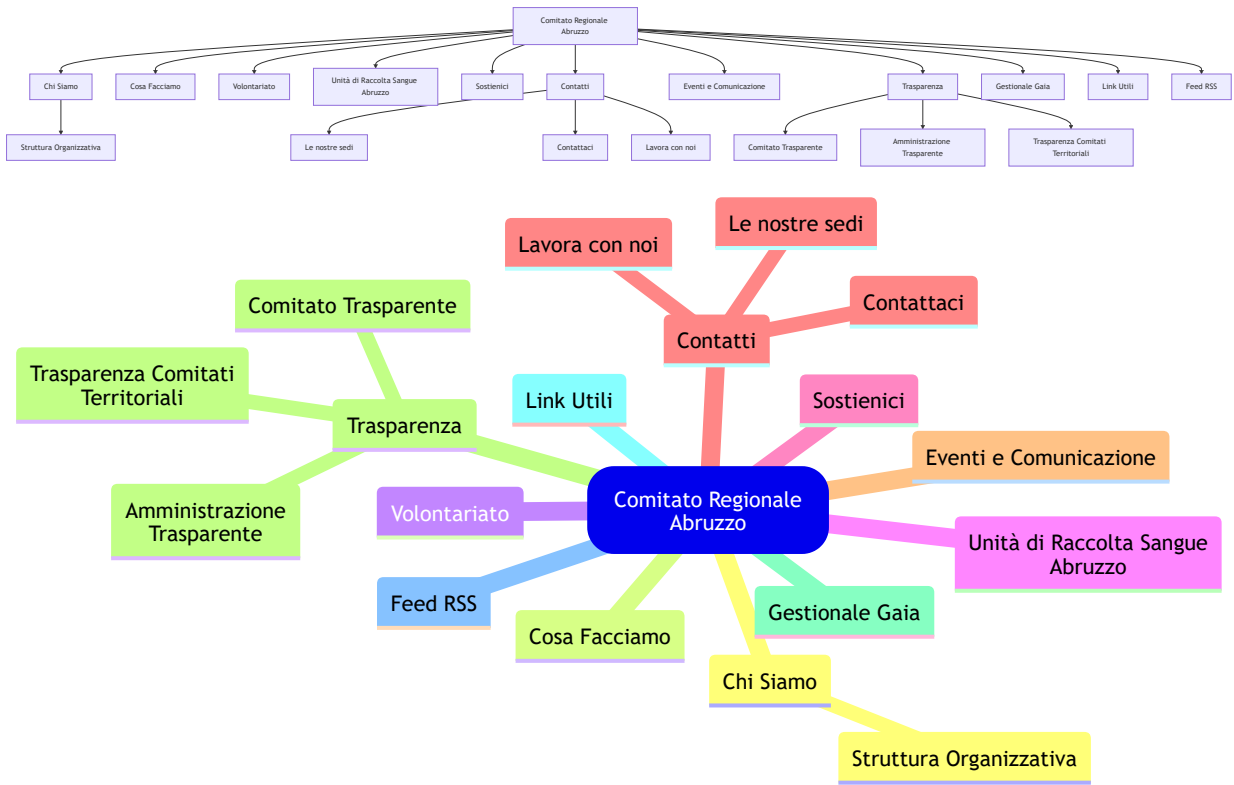 Comitato Regionale
Abruzzo
Chi Siamo
Cosa Facciamo
Volontariato
Unità di Raccolta Sangue
Abruzzo
Sostienici
Contatti
Eventi e Comunicazione
Trasparenza
Gestionale Gaia
Link Utili
Feed RSS
Struttura Organizzativa
Le nostre sedi
Contattaci
Lavora con noi
Comitato Trasparente
Amministrazione
Trasparente
Trasparenza Comitati
Territoriali
Le nostre sedi
Lavora con noi
Comitato Trasparente
Contattaci
Contatti
Trasparenza Comitati
Territoriali
Link Utili
Sostienici
Trasparenza
Eventi e Comunicazione
Comitato Regionale
Abruzzo
Amministrazione
Trasparente
Volontariato
Unità di Raccolta Sangue
Abruzzo
Feed RSS
Gestionale Gaia
Cosa Facciamo
Chi Siamo
Struttura Organizzativa